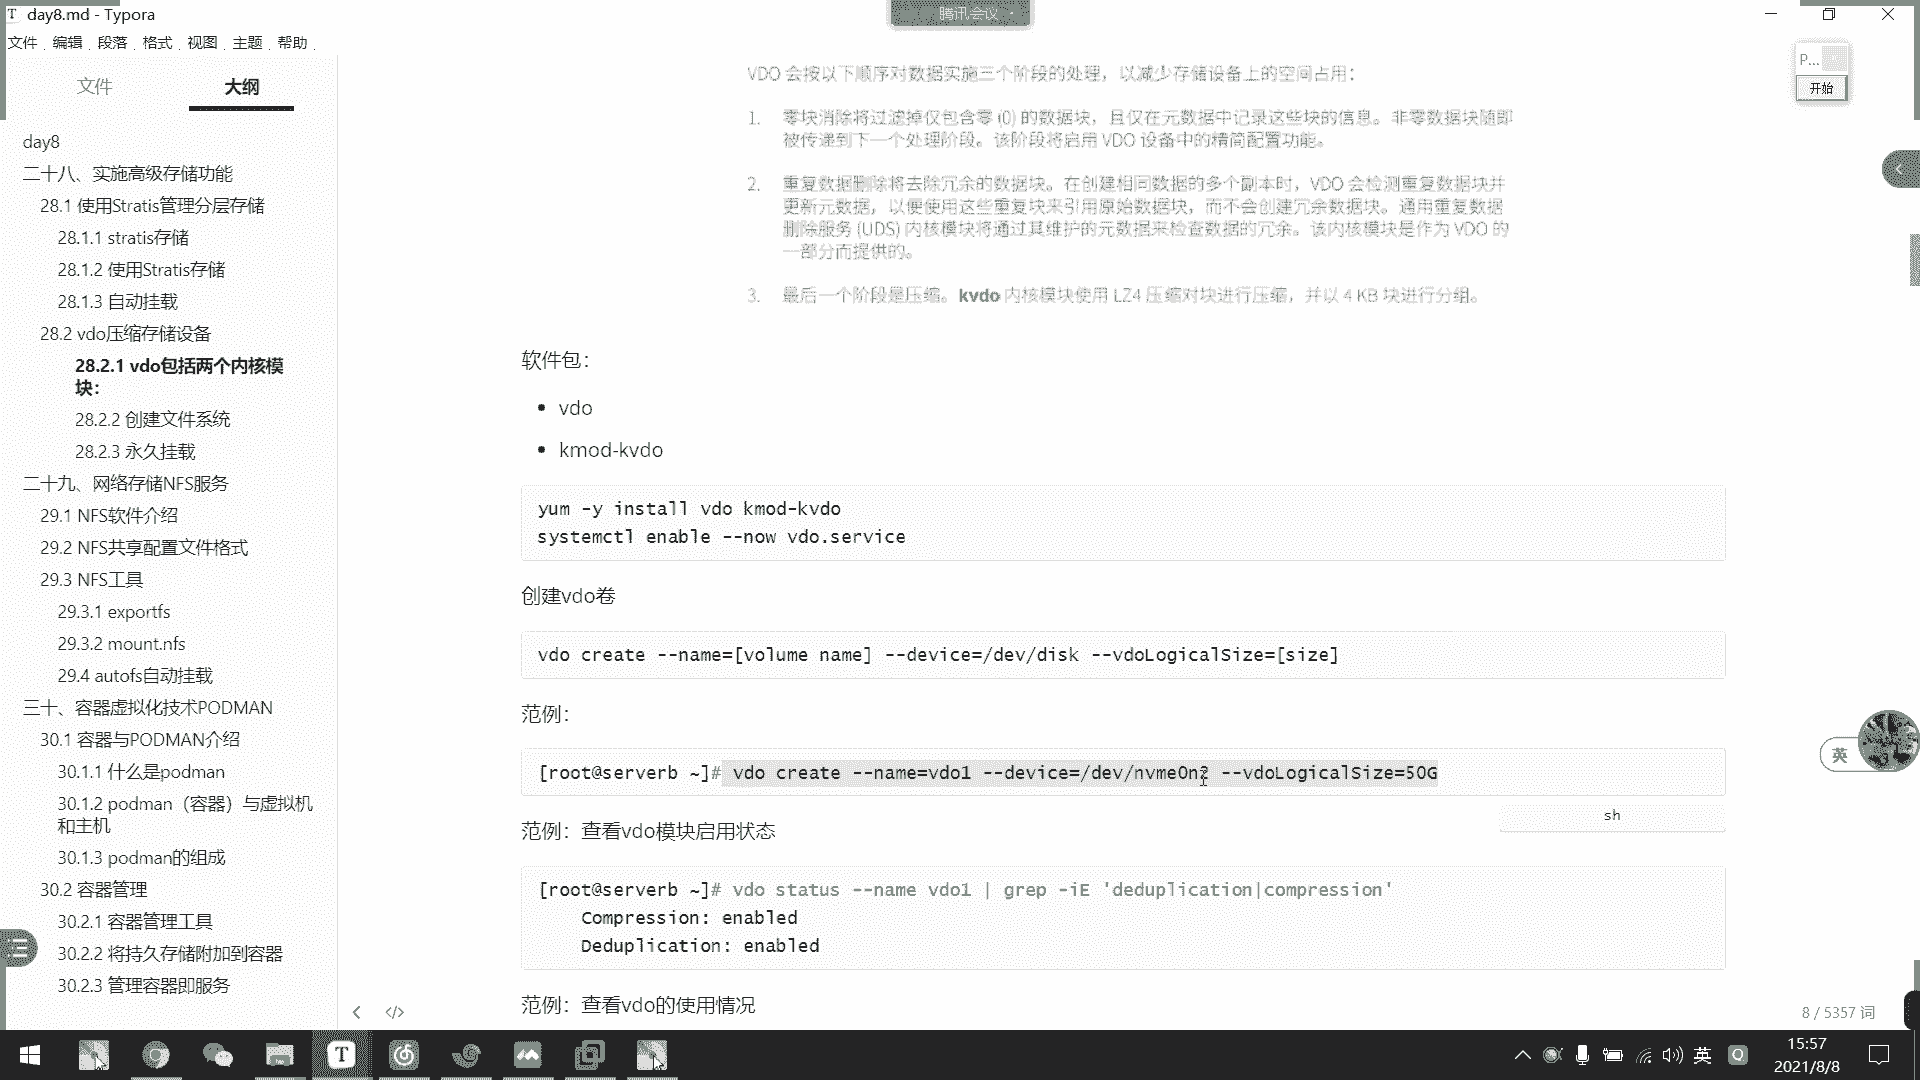 day8.md - Typora
腾讯会议
文件 编辑 段落 格式 视图 主题 帮助
P...
开始
文件
大纲
day8
二十八、实施高级存储功能
28.1 使用Stratis管理分层存储
28.1.1 stratis存储
28.1.2 使用Stratis存储
28.1.3 自动挂载
28.2 vdo压缩存储设备
28.2.1 vdo包括两个内核模
块：
28.2.2 创建文件系统
28.2.3 永久挂载
二十九、网络存储NFS服务
29.1 NFS软件介绍
29.2 NFS共享配置文件格式
29.3 NFS工具
29.3.1 exportfs
29.3.2 mount.nfs
29.4 autofs自动挂载
三十、容器虚拟化技术PODMAN
30.1 容器与PODMAN介绍
30.1.1 什么是podman
30.1.2 podman（容器）与虚拟机
和主机
30.1.3 podman的组成
30.2 容器管理
30.2.1 容器管理工具
30.2.2 将持久存储附加到容器
30.2.3 管理容器即服务
VDO 会按以下顺序对数据实施三个阶段的处理，以减少存储设备上的空间占用：
1. 零块消除将过滤掉仅包含零 (0) 的数据块，且仅在元数据中记录这些块的信息。非零数据块随即
被传递到下一个处理阶段。该阶段将启用 VDO 设备中的精简配置功能。
2. 重复数据删除将去除冗余的数据块。在创建相同数据的多个副本时，VDO 会检测重复数据块并
更新元数据，以便使用这些重复块来引用原始数据块，而不会创建冗余数据块。通用重复数据
删除服务 (UDS) 内核模块将通过其维护的元数据来检查数据的冗余。该内核模块是作为 VDO 的
一部分而提供的。
3. 最后一个阶段是压缩。kvdo 内核模块使用 LZ4 压缩对块进行压缩，并以 4 KB 块进行分组。
软件包：
• vdo
• kmod-kvdo
yum -y install vdo kmod-kvdo
systemctl enable --now vdo.service
创建vdo卷
vdo create --name=[volume name] --device=/dev/disk --vdoLogicalSize=[size]
范例：
[root@serverb ~]# vdo create --name=vdo1 --device=/dev/nvme0n2 --vdoLogicalSize=50G
sh
范例：查看vdo模块启用状态
[root@serverb ~]# vdo status --name vdo1 | grep -iE 'deduplication|compression'
Compression: enabled
Deduplication: enabled
范例：查看vdo的使用情况
英
8 / 5357 词
英
15:57
2021/8/8